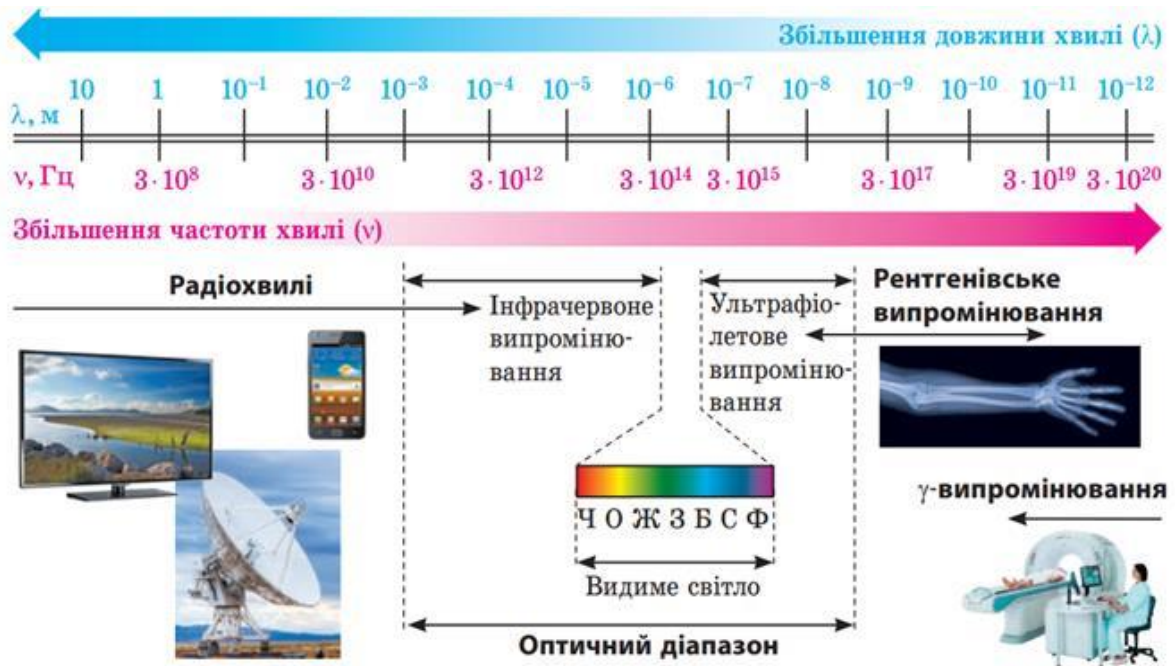 Збільшення довжини хвилі (λ)
10 1 10⁻¹ 10⁻² 10⁻³ 10⁻⁴ 10⁻⁵ 10⁻⁶ 10⁻⁷ 10⁻⁸ 10⁻⁹ 10⁻¹⁰ 10⁻¹¹ 10⁻¹²
λ, м
ν, Гц 3·10⁸ 3·10¹⁰ 3·10¹² 3·10¹⁴ 3·10¹⁵ 3·10¹⁷ 3·10¹⁹ 3·10²⁰
Збільшення частоти хвилі (ν)
Радіохвилі
Інфрачервоне
випроміню-
вання
Ультрафіо-
летове
випроміню-
вання
Рентгенівське
випромінювання
Ч О Ж З Б С Ф
Видиме світло
γ-випромінювання
Оптичний діапазон